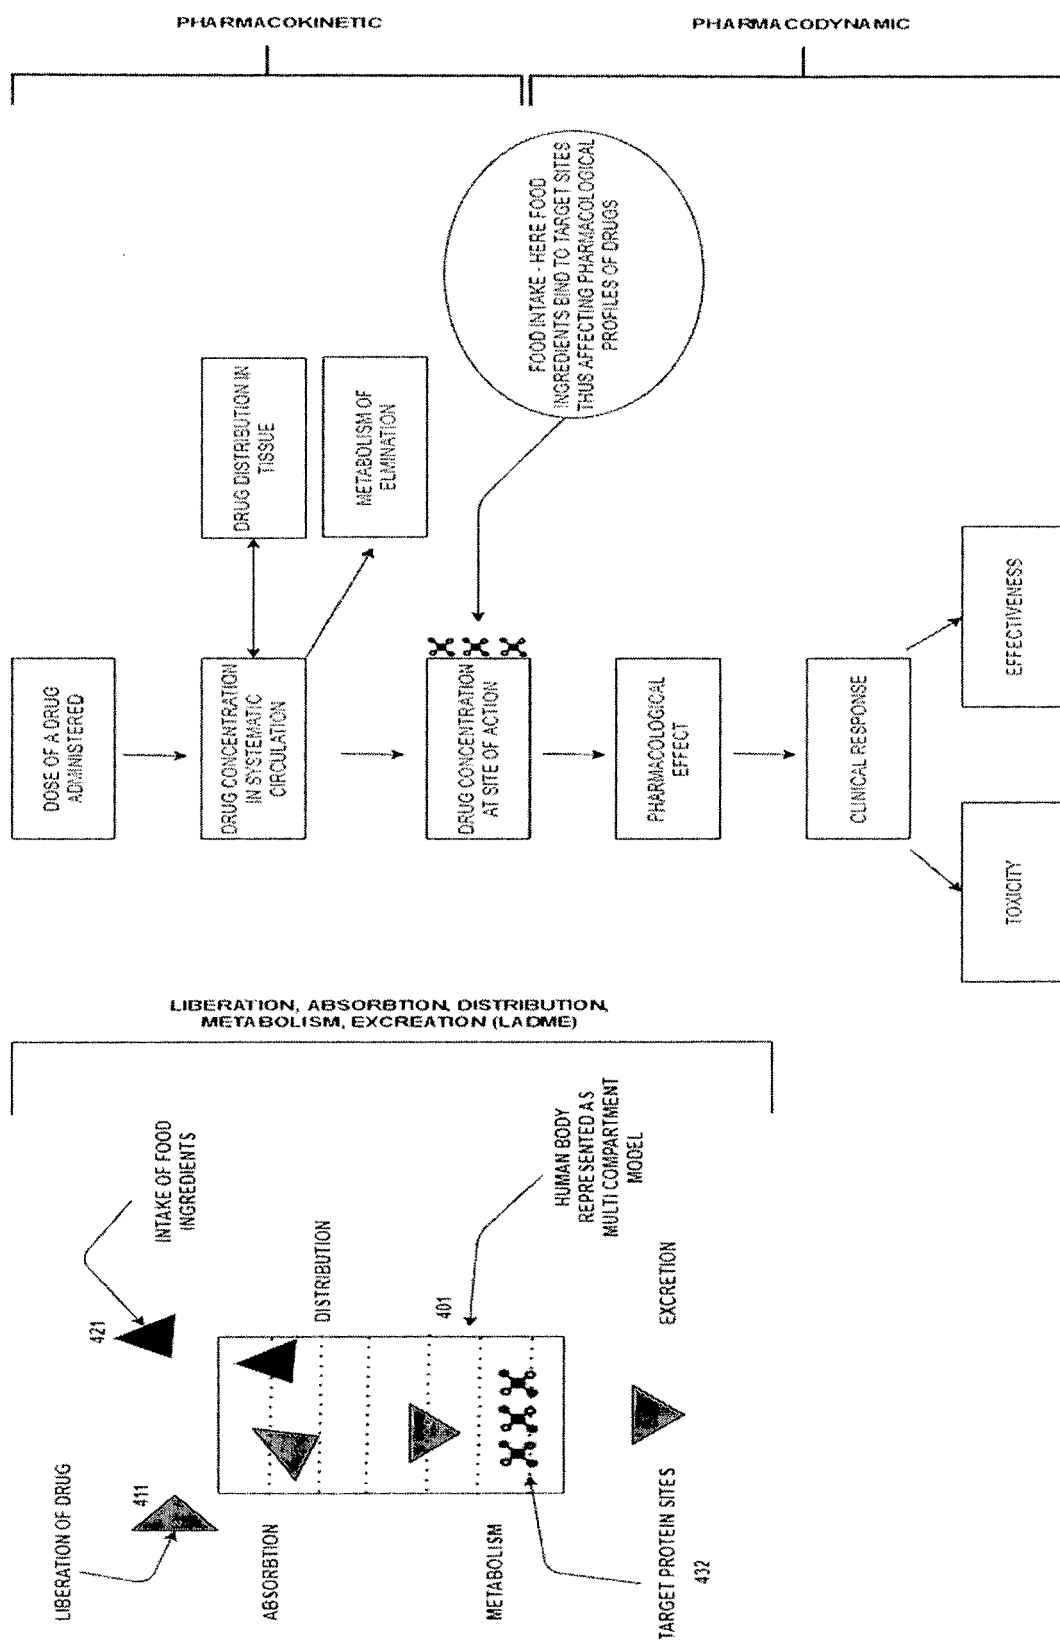 PHARMACOKINETIC
PHARMACODYNAMIC
DOSE OF A DRUG
ADMINISTERED
DRUG CONCENTRATION
IN SYSTEMATIC
CIRCULATION
DRUG DISTRIBUTION IN
TISSUE
METABOLISM OF
ELMINATION
DRUG CONCENTRATION
AT SITE OF ACTION
FOOD INTAKE - HERE FOOD
INGREDIENTS BIND TO TARGET SITES
THUS AFFECTING PHARMACOLOGICAL
PROFILES OF DRUGS
PHARMACOLOGICAL
EFFECT
CLINICAL RESPONSE
TOXICITY
EFFECTIVENESS
LIBERATION, ABSORBTION, DISTRIBUTION,
METABOLISM, EXCREATION (LADME)
LIBERATION OF DRUG
411
421
INTAKE OF FOOD
INGREDIENTS
ABSORBTION
DISTRIBUTION
401
HUMAN BODY
REPRESENTED AS
MULTI COMPARTMENT
MODEL
METABOLISM
TARGET PROTEIN SITES
432
EXCRETION